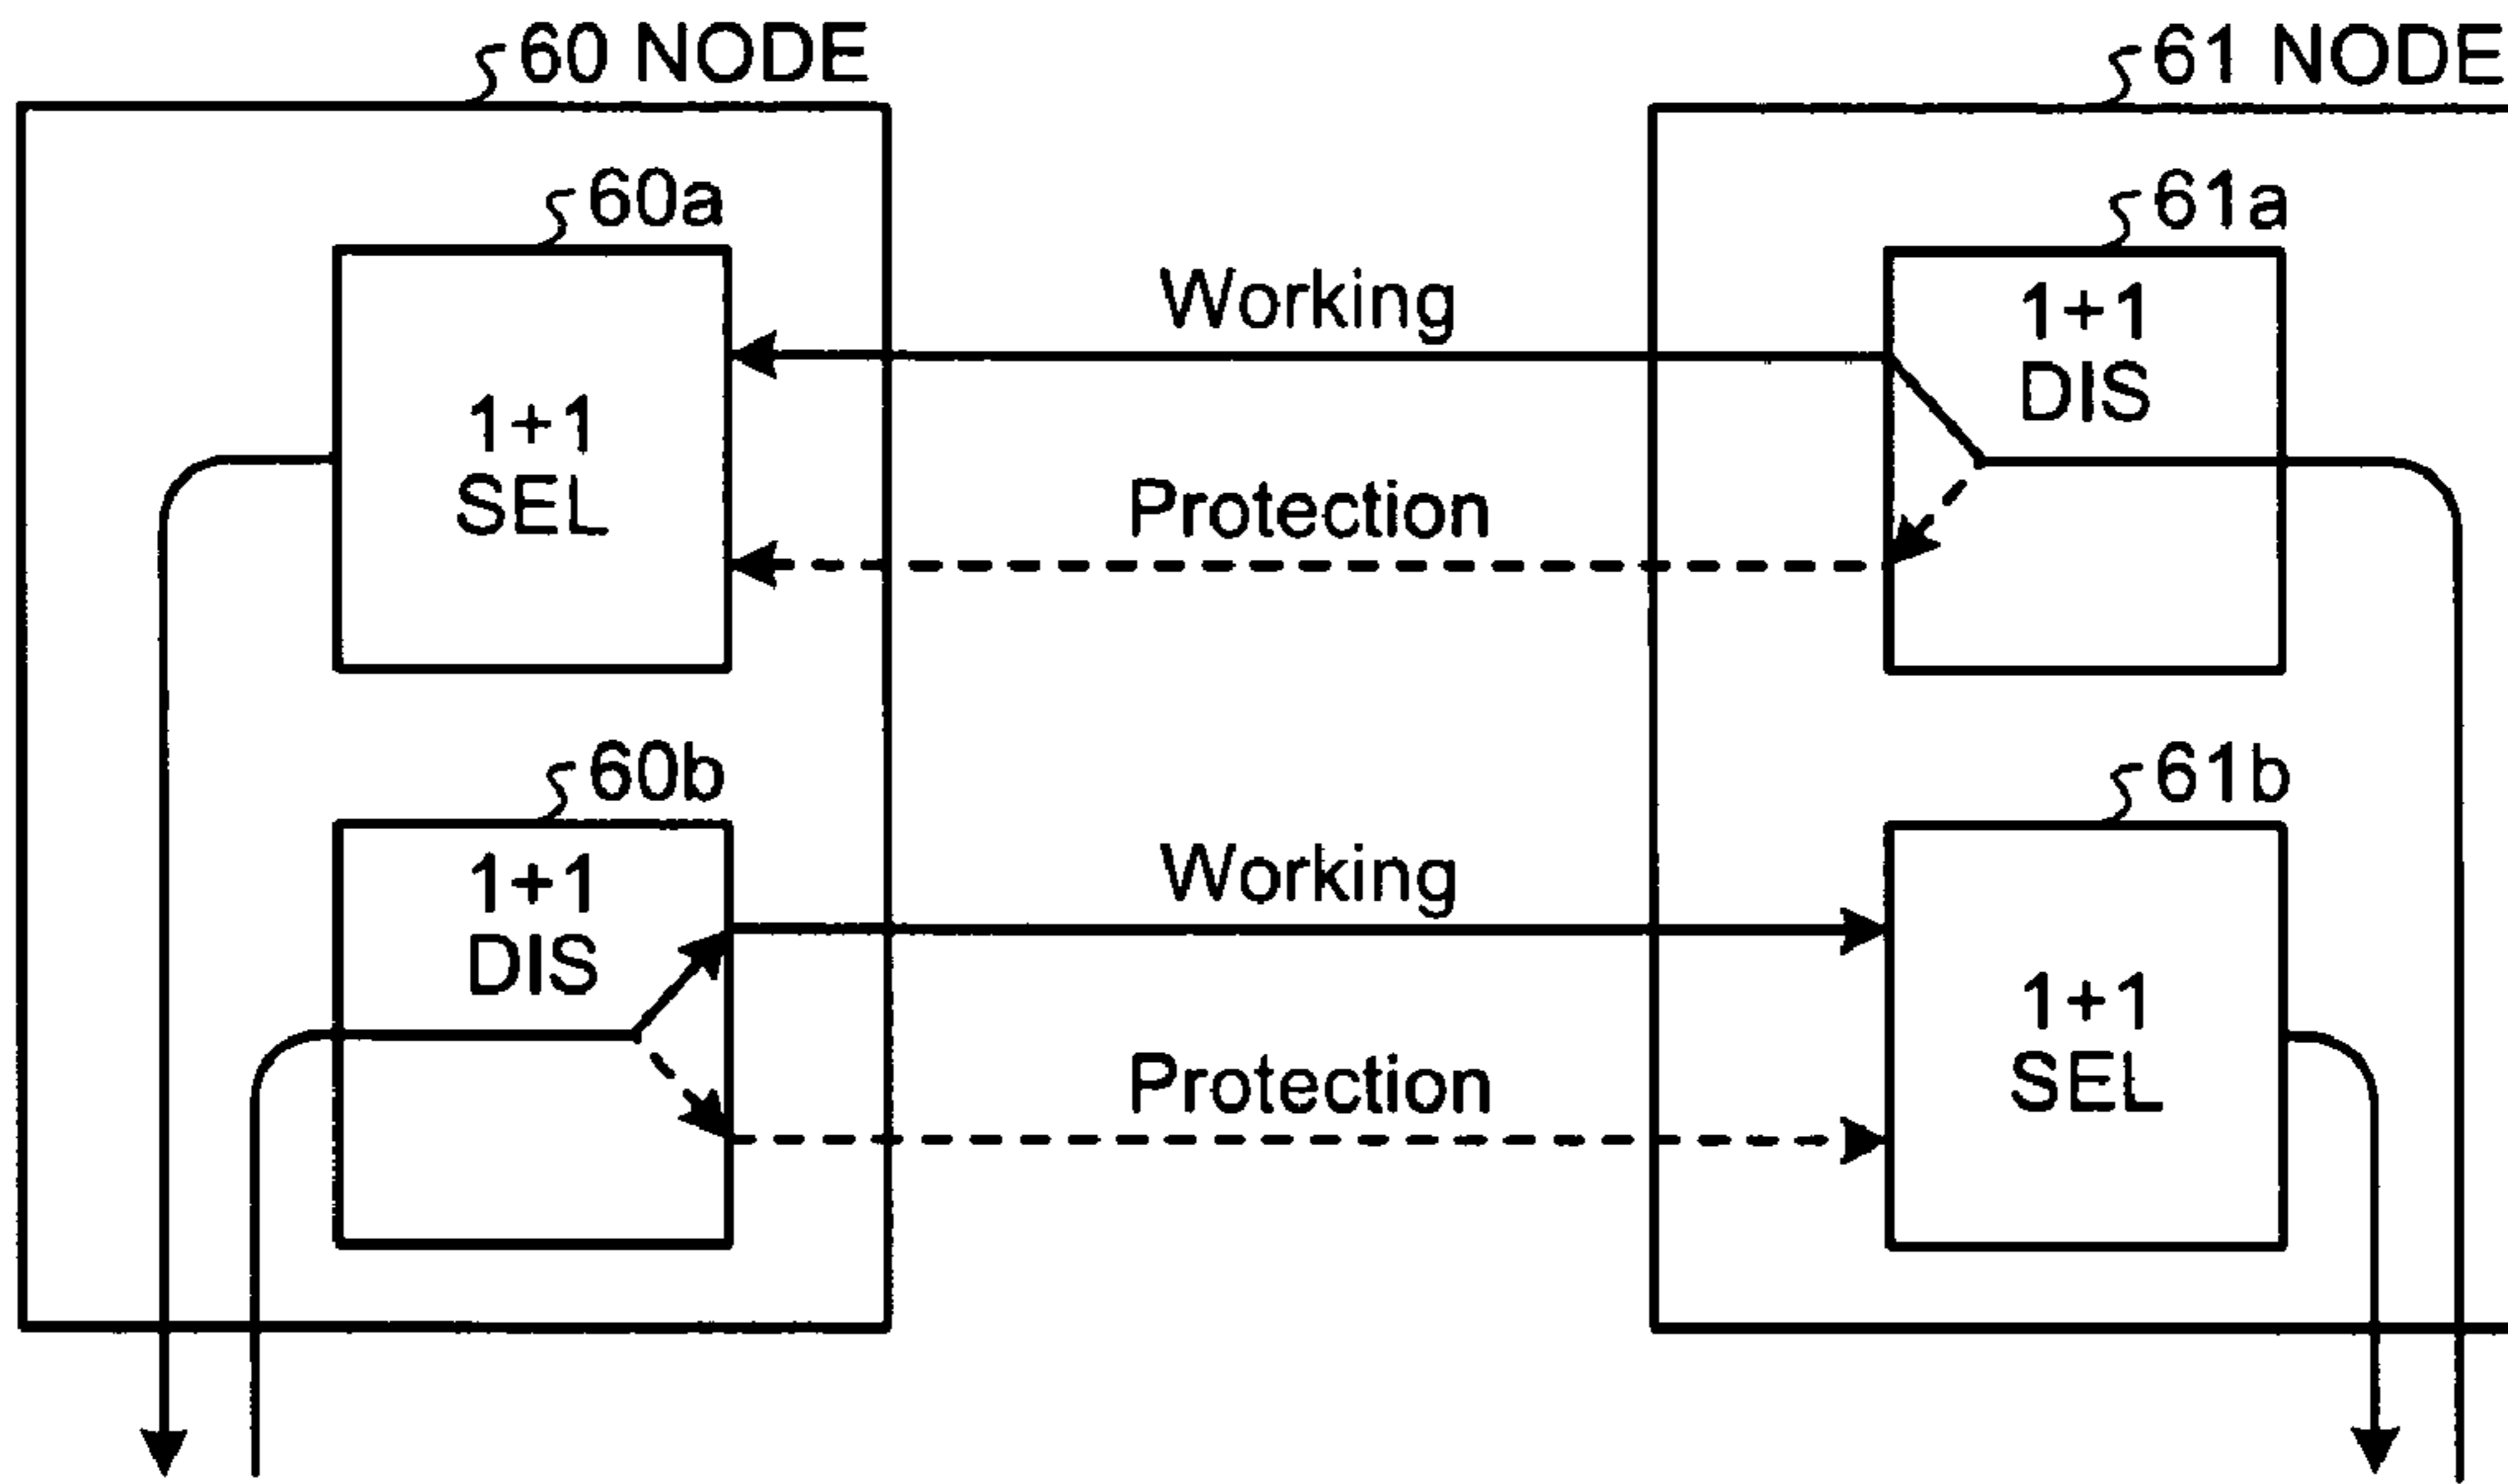 60 NODE
61 NODE
60a
61a
Working
1+1
DIS
1+1
SEL
Protection
60b
61b
Working
1+1
DIS
1+1
SEL
Protection